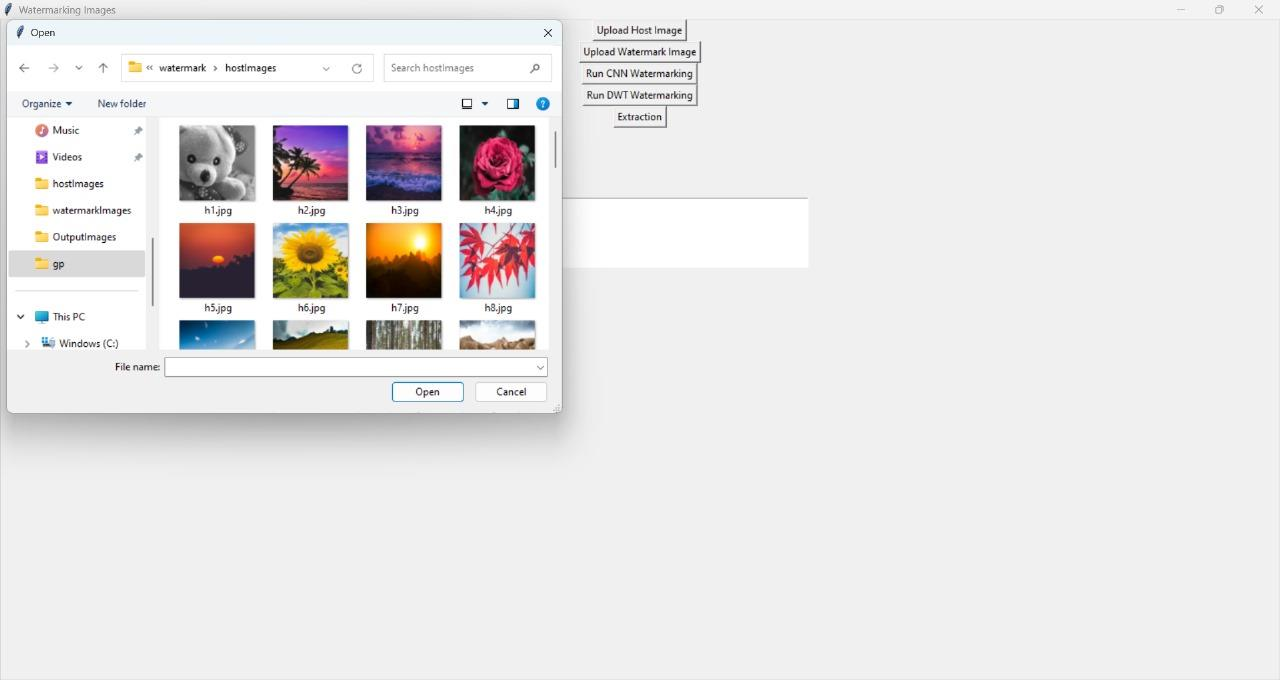 Watermarking Images
Open
« watermark > hostImages
Search hostImages
Organize
New folder
Music
Videos
hostImages
watermarkImages
OutputImages
gp
This PC
Windows (C:)
h1.jpg
h2.jpg
h3.jpg
h4.jpg
h5.jpg
h6.jpg
h7.jpg
h8.jpg
File name:
Open
Cancel
Upload Host Image
Upload Watermark Image
Run CNN Watermarking
Run DWT Watermarking
Extraction